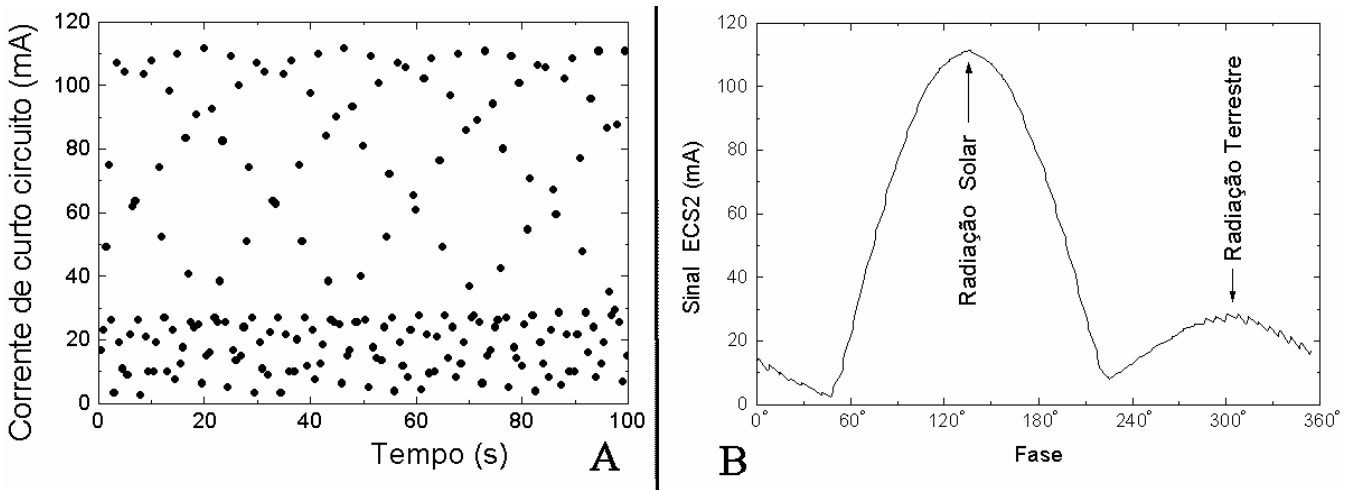 Corrente de curto circuito (mA)
120
100
80
60
40
20
0
0 20 40 60 80 100
Tempo (s)
A
Sinal ECS2 (mA)
120
100
80
60
40
20
0
Radiação Solar
Radiação Terrestre
0° 60° 120° 180° 240° 300° 360°
Fase
B